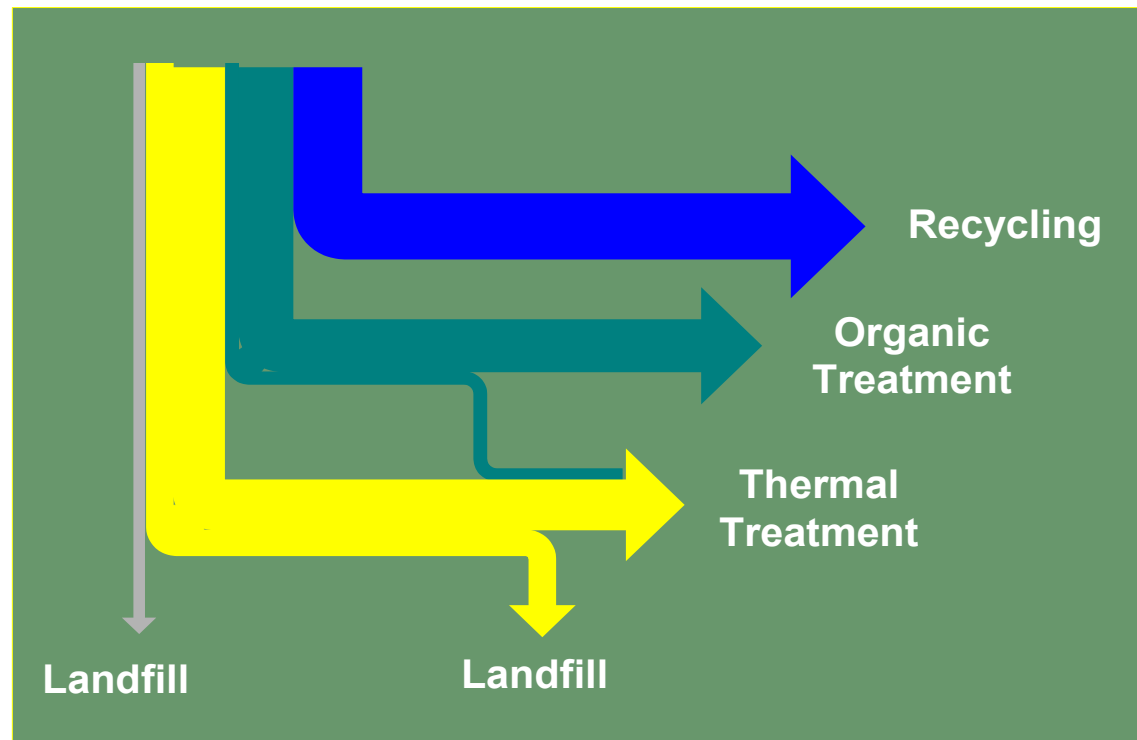 Recycling
Organic
Treatment
Thermal
Treatment
Landfill
Landfill